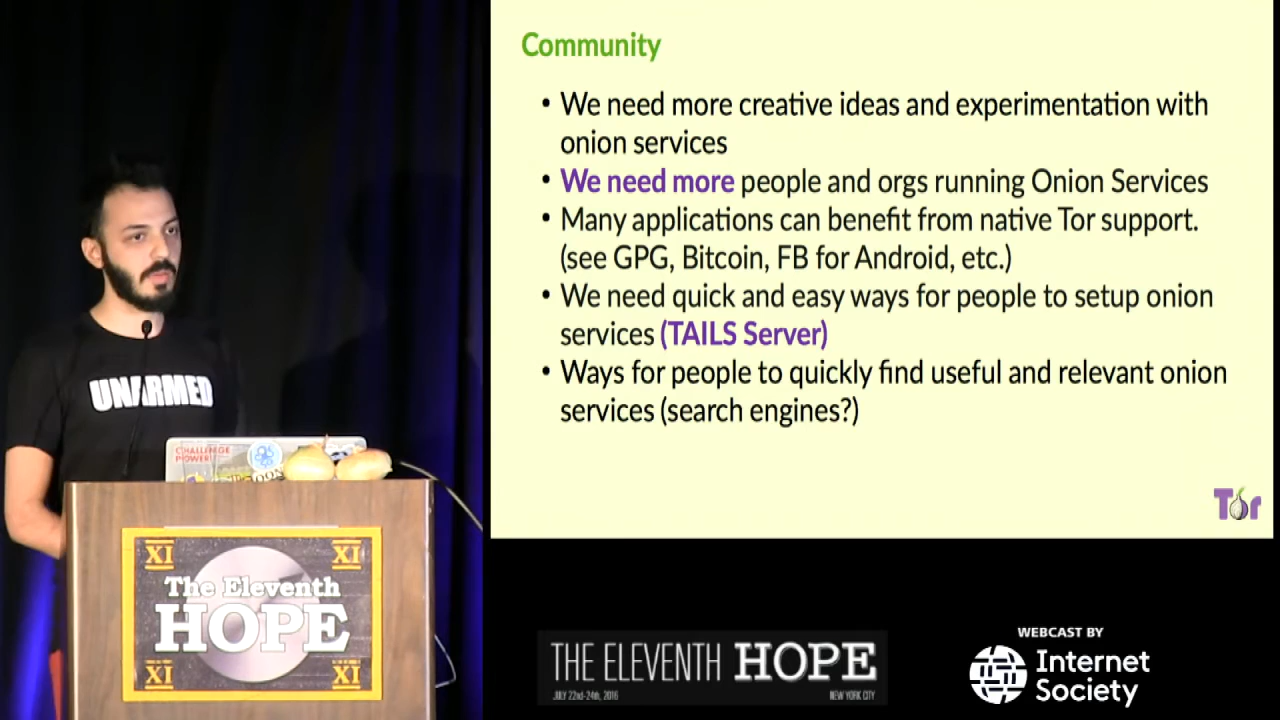 Community
• We need more creative ideas and experimentation with
onion services
• We need more people and orgs running Onion Services
• Many applications can benefit from native Tor support.
(see GPG, Bitcoin, FB for Android, etc.)
• We need quick and easy ways for people to setup onion
services (TAILS Server)
• Ways for people to quickly find useful and relevant onion
services (search engines?)
Tor
UNARMED
CHALLENGE
POWER
XI XI
The Eleventh
HOPE
XI XI
THE ELEVENTH HOPE
JULY 22nd-24th, 2016 NEW YORK CITY
WEBCAST BY
Internet
Society